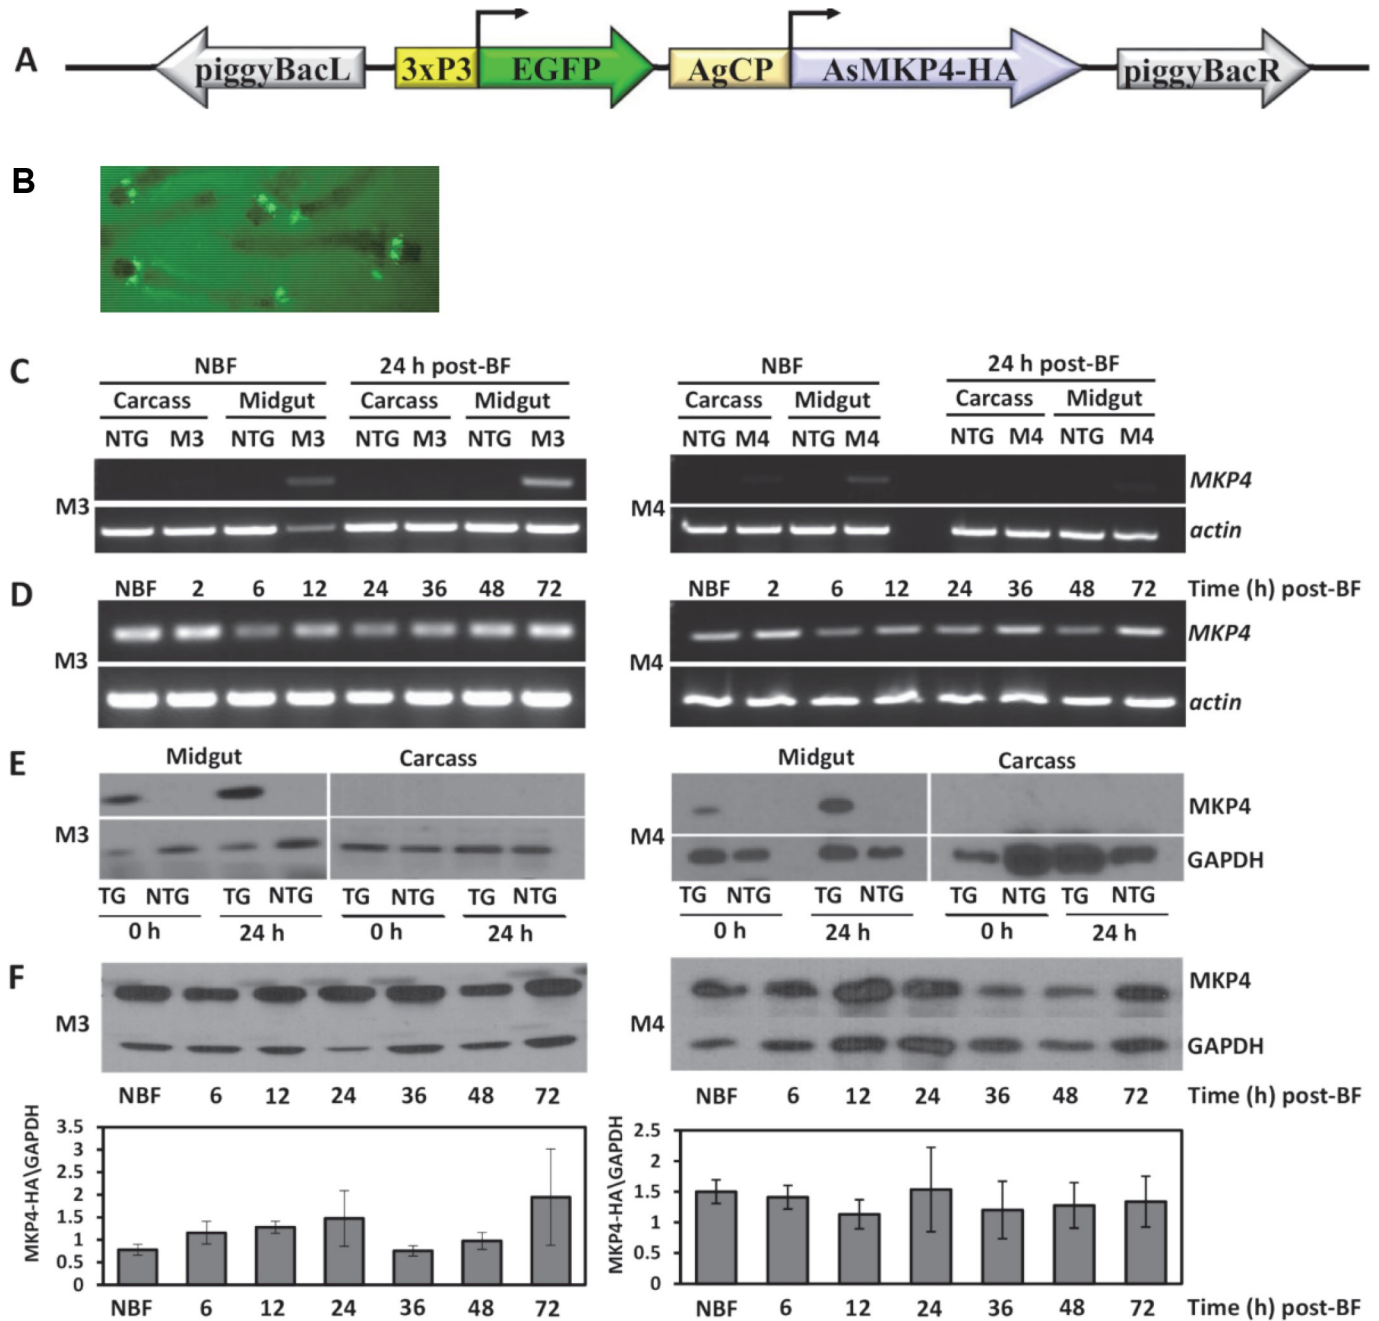 A piggyBacL 3xP3 EGFP AgCP AsMKP4-HA piggyBacR
B
C NBF 24 h post-BF NBF 24 h post-BF
Carcass Midgut Carcass Midgut Carcass Midgut Carcass Midgut
NTG M3 NTG M3 NTG M3 NTG M3 NTG M4 NTG M4 NTG M4 NTG M4
M3 M4 MKP4
actin
D NBF 2 6 12 24 36 48 72 NBF 2 6 12 24 36 48 72 Time (h) post-BF
M3 M4 MKP4
actin
E Midgut Carcass Midgut Carcass
M3 M4 MKP4
GAPDH
TG NTG TG NTG TG NTG TG NTG TG NTG TG NTG TG NTG TG NTG
0 h 24 h 0 h 24 h 0 h 24 h 0 h 24 h
F M3 M4 MKP4
GAPDH
NBF 6 12 24 36 48 72 NBF 6 12 24 36 48 72 Time (h) post-BF
MKP4-HA\GAPDH
3.5
3
2.5
2
1.5
1
0.5
0
NBF 6 12 24 36 48 72
MKP4-HA\GAPDH
2.5
2
1.5
1
0.5
0
NBF 6 12 24 36 48 72 Time (h) post-BF